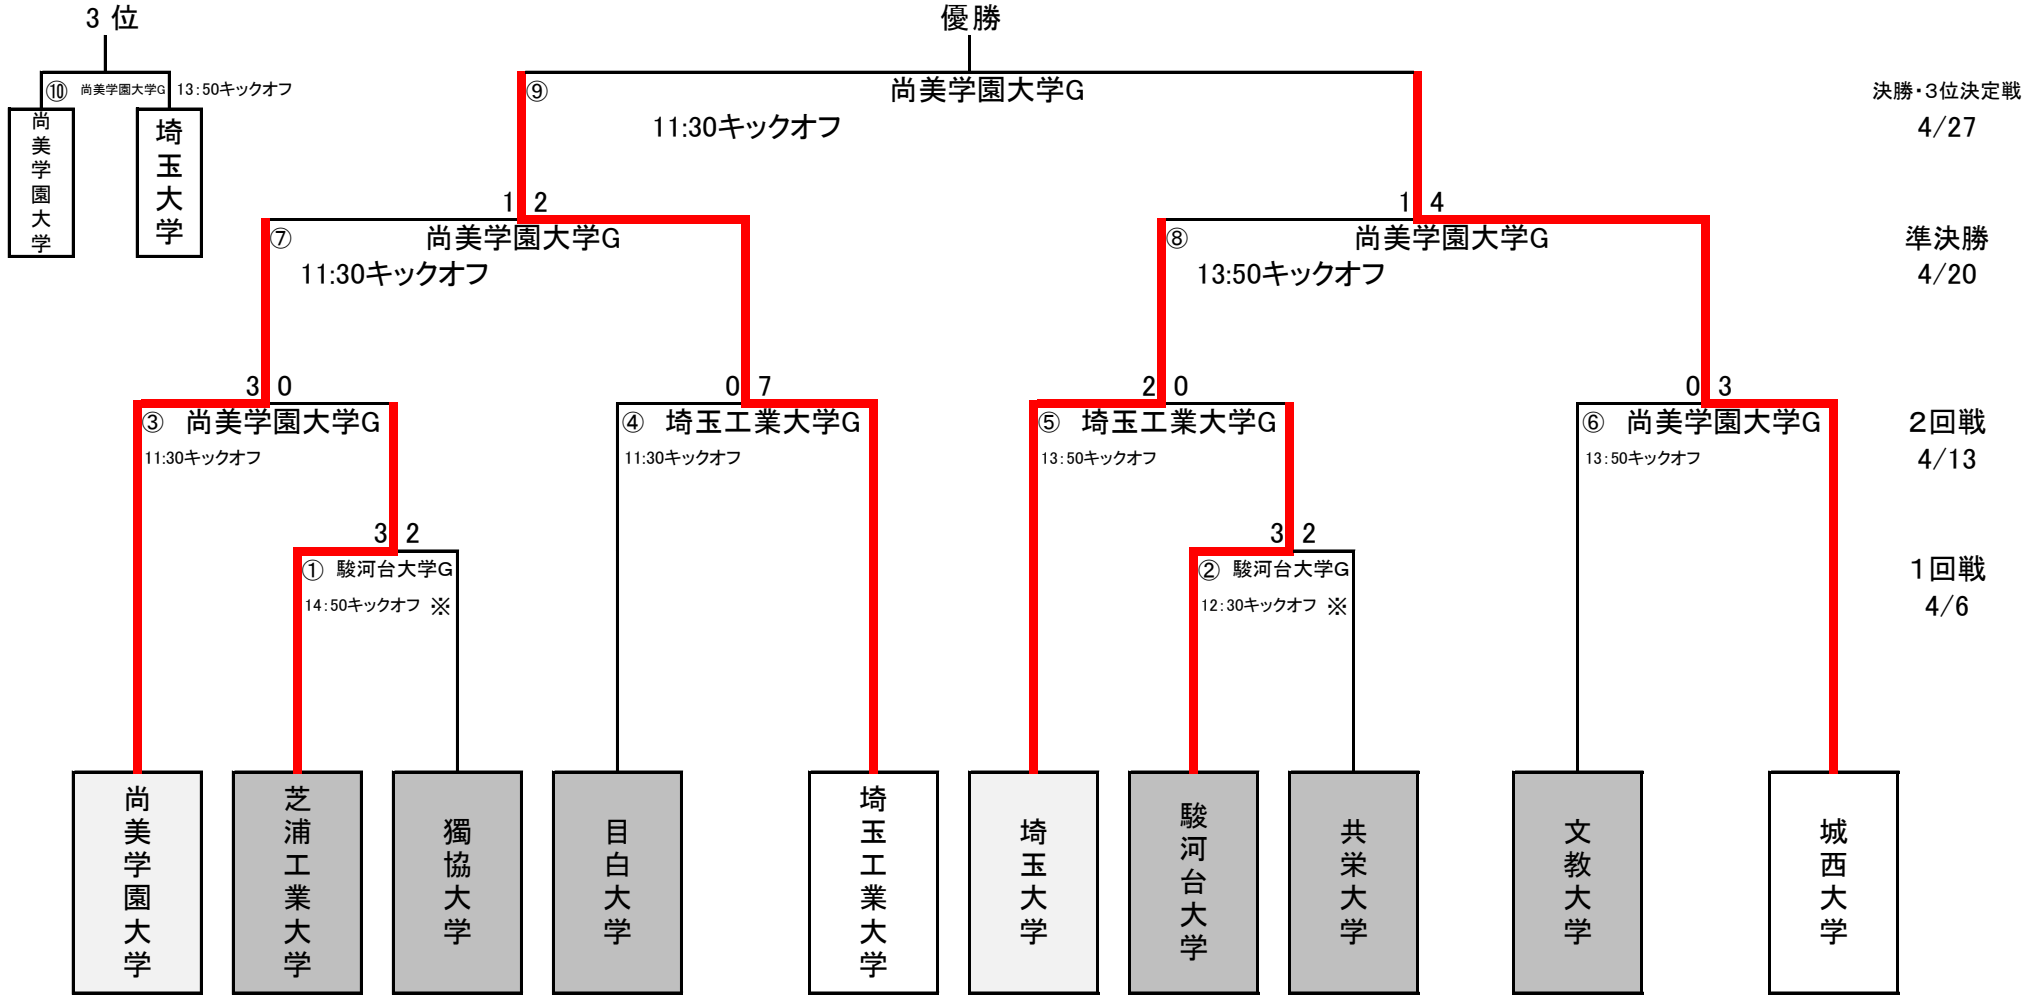 3 位
優勝
⑩ 尚美学園大学G 13:50キックオフ
尚美学園大学
埼玉大学
⑨ 尚美学園大学G
11:30キックオフ
決勝・3位決定戦
4/27
1 2
1 4
⑦ 尚美学園大学G
11:30キックオフ
⑧ 尚美学園大学G
13:50キックオフ
準決勝
4/20
3 0
0 7
2 0
0 3
③ 尚美学園大学G
11:30キックオフ
④ 埼玉工業大学G
11:30キックオフ
⑤ 埼玉工業大学G
13:50キックオフ
⑥ 尚美学園大学G
13:50キックオフ
2回戦
4/13
3 2
3 2
① 駿河台大学G
14:50キックオフ ※
② 駿河台大学G
12:30キックオフ ※
1回戦
4/6
尚美学園大学
芝浦工業大学
獨協大学
目白大学
埼玉工業大学
埼玉大学
駿河台大学
共栄大学
文教大学
城西大学